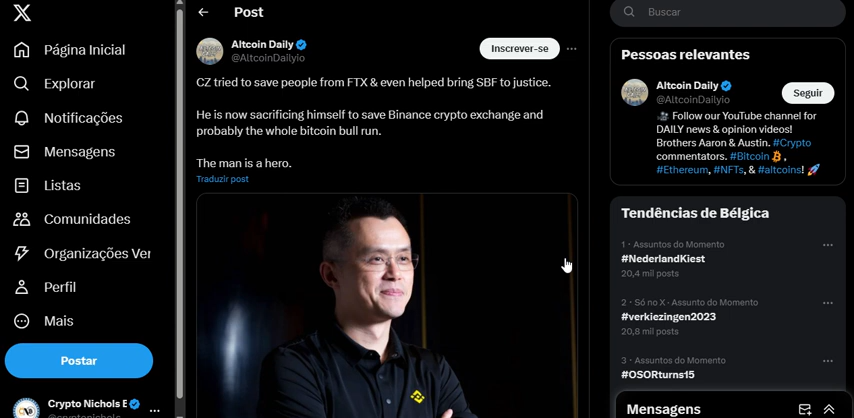 Post
Buscar
Página Inicial
Explorar
Notificações
Mensagens
Listas
Comunidades
Organizações Ver
Perfil
Mais
Postar
Crypto Nichols E
@cryptonichols
Altcoin Daily
@AltcoinDailyio
Inscrever-se
CZ tried to save people from FTX & even helped bring SBF to justice.
He is now sacrificing himself to save Binance crypto exchange and
probably the whole bitcoin bull run.
The man is a hero.
Traduzir post
Pessoas relevantes
Altcoin Daily
@AltcoinDailyio
Seguir
Follow our YouTube channel for
DAILY news & opinion videos!
Brothers Aaron & Austin. #Crypto
commentators. #Bitcoin ,
#Ethereum, #NFTs, & #altcoins!
Tendências de Bélgica
1 · Assuntos do Momento
#NederlandKiest
20,4 mil posts
2 · Só no X · Assunto do Momento
#verkiezingen2023
20,8 mil posts
3 · Assuntos do Momento
#OSORturns15
Mensagens